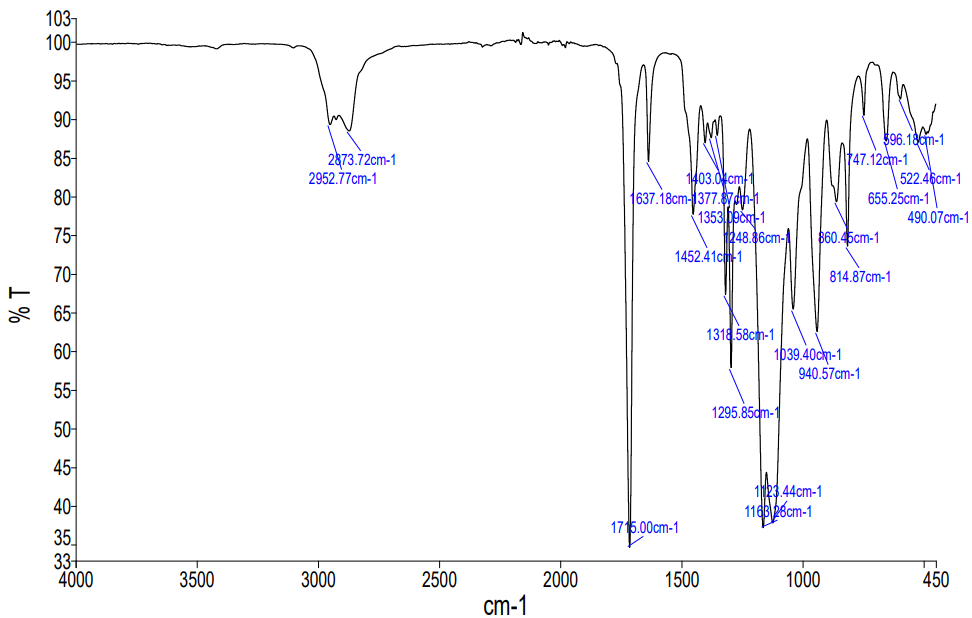 103
100
95
90
85
80
75
70
65
60
55
50
45
40
35
33
% T
4000
3500
3000
2500
2000
1500
1000
450
cm-1
2873.72cm-1
2952.77cm-1
1715.00cm-1
1637.18cm-1
1452.41cm-1
1403.04cm-1
1377.87cm-1
1353.09cm-1
1318.58cm-1
1295.85cm-1
1248.86cm-1
1163.28cm-1
1123.44cm-1
1039.40cm-1
940.57cm-1
860.45cm-1
814.87cm-1
747.12cm-1
655.25cm-1
596.18cm-1
522.46cm-1
490.07cm-1